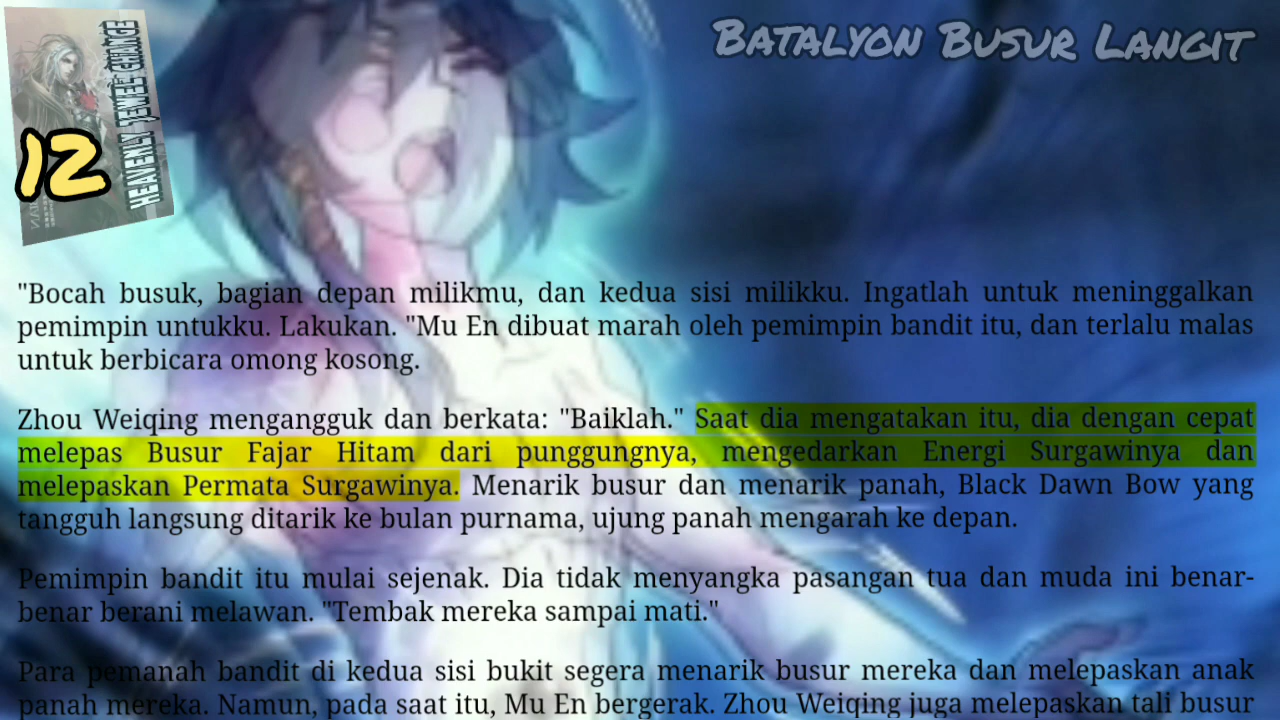 Batalyon Busur Langit
HEAVENLY JEWEL CHANGE
12
"Bocah busuk, bagian depan milikmu, dan kedua sisi milikku. Ingatlah untuk meninggalkan
pemimpin untukku. Lakukan. "Mu En dibuat marah oleh pemimpin bandit itu, dan terlalu malas
untuk berbicara omong kosong.
Zhou Weiqing mengangguk dan berkata: "Baiklah." Saat dia mengatakan itu, dia dengan cepat
melepas Busur Fajar Hitam dari punggungnya, mengedarkan Energi Surgawinya dan
melepaskan Permata Surgawinya. Menarik busur dan menarik panah, Black Dawn Bow yang
tangguh langsung ditarik ke bulan purnama, ujung panah mengarah ke depan.
Pemimpin bandit itu mulai sejenak. Dia tidak menyangka pasangan tua dan muda ini benar-
benar berani melawan. "Tembak mereka sampai mati."
Para pemanah bandit di kedua sisi bukit segera menarik busur mereka dan melepaskan anak
panah mereka. Namun, pada saat itu, Mu En bergerak. Zhou Weiqing juga melepaskan tali busur